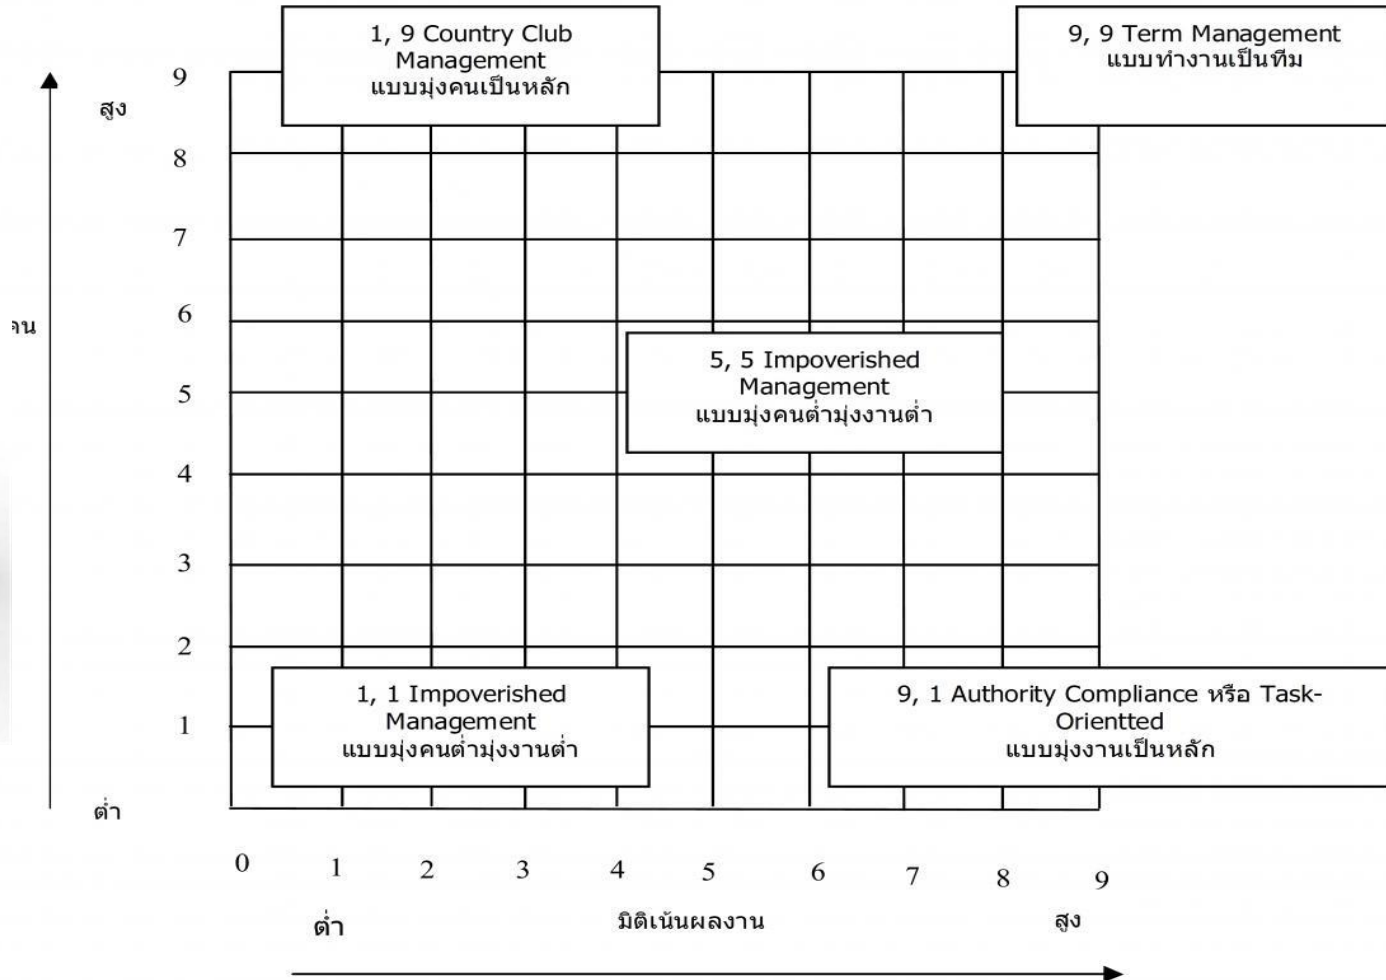 1, 9 Country Club
Management
แบบมุ่งคนเป็นหลัก
9, 9 Term Management
แบบทำงานเป็นทีม
9
สูง
8
7
6
คน
5, 5 Impoverished
Management
แบบมุ่งคนต่ำมุ่งงานต่ำ
5
4
3
2
1, 1 Impoverished
Management
แบบมุ่งคนต่ำมุ่งงานต่ำ
9, 1 Authority Compliance หรือ Task-
Orientted
แบบมุ่งงานเป็นหลัก
1
ต่ำ
0 1 2 3 4 5 6 7 8 9
ต่ำ มิติเน้นผลงาน สูง